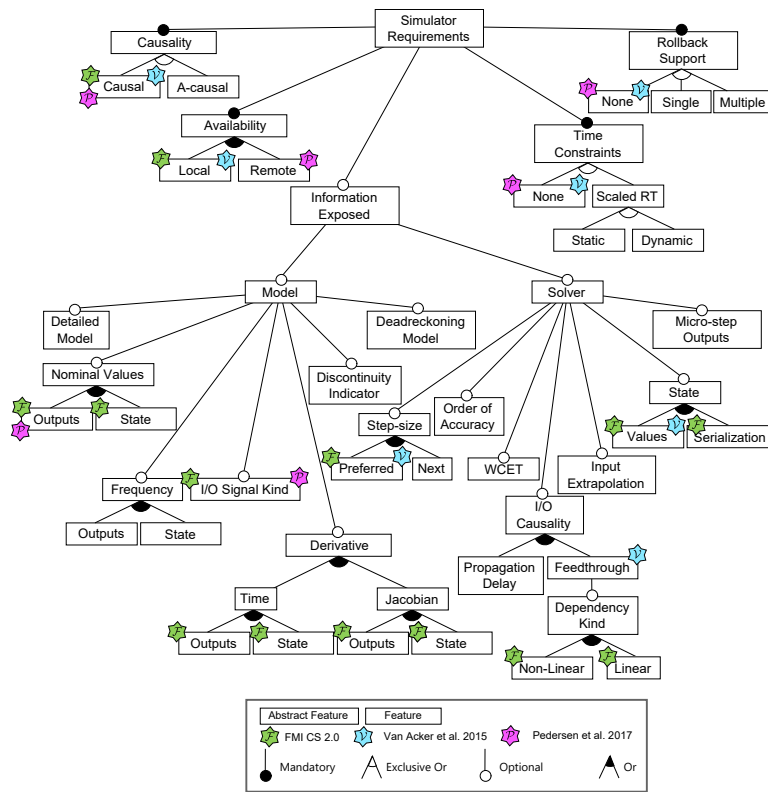 Simulator
Requirements
Causality
F
Causal
V
A-causal
P
Rollback
Support
P
None
V
Single
Multiple
Availability
F
Local
V
Remote
P
Time
Constraints
P
None
V
Scaled RT
Static
Dynamic
Information
Exposed
Model
Solver
Detailed
Model
Deadreckoning
Model
Micro-step
Outputs
Nominal Values
F
Outputs
P
F
State
Discontinuity
Indicator
Step-size
F
Preferred
V
Next
Order of
Accuracy
State
F
Values
V
F
Serialization
Frequency
Outputs
State
F
I/O Signal Kind
P
WCET
Input
Extrapolation
I/O
Causality
Propagation
Delay
Feedthrough
V
Derivative
Time
F
Outputs
F
State
Jacobian
F
Outputs
F
State
Dependency
Kind
F
Non-Linear
F
Linear
Abstract Feature
Feature
F
FMI CS 2.0
V
Van Acker et al. 2015
P
Pedersen et al. 2017
Mandatory
Exclusive Or
Optional
Or